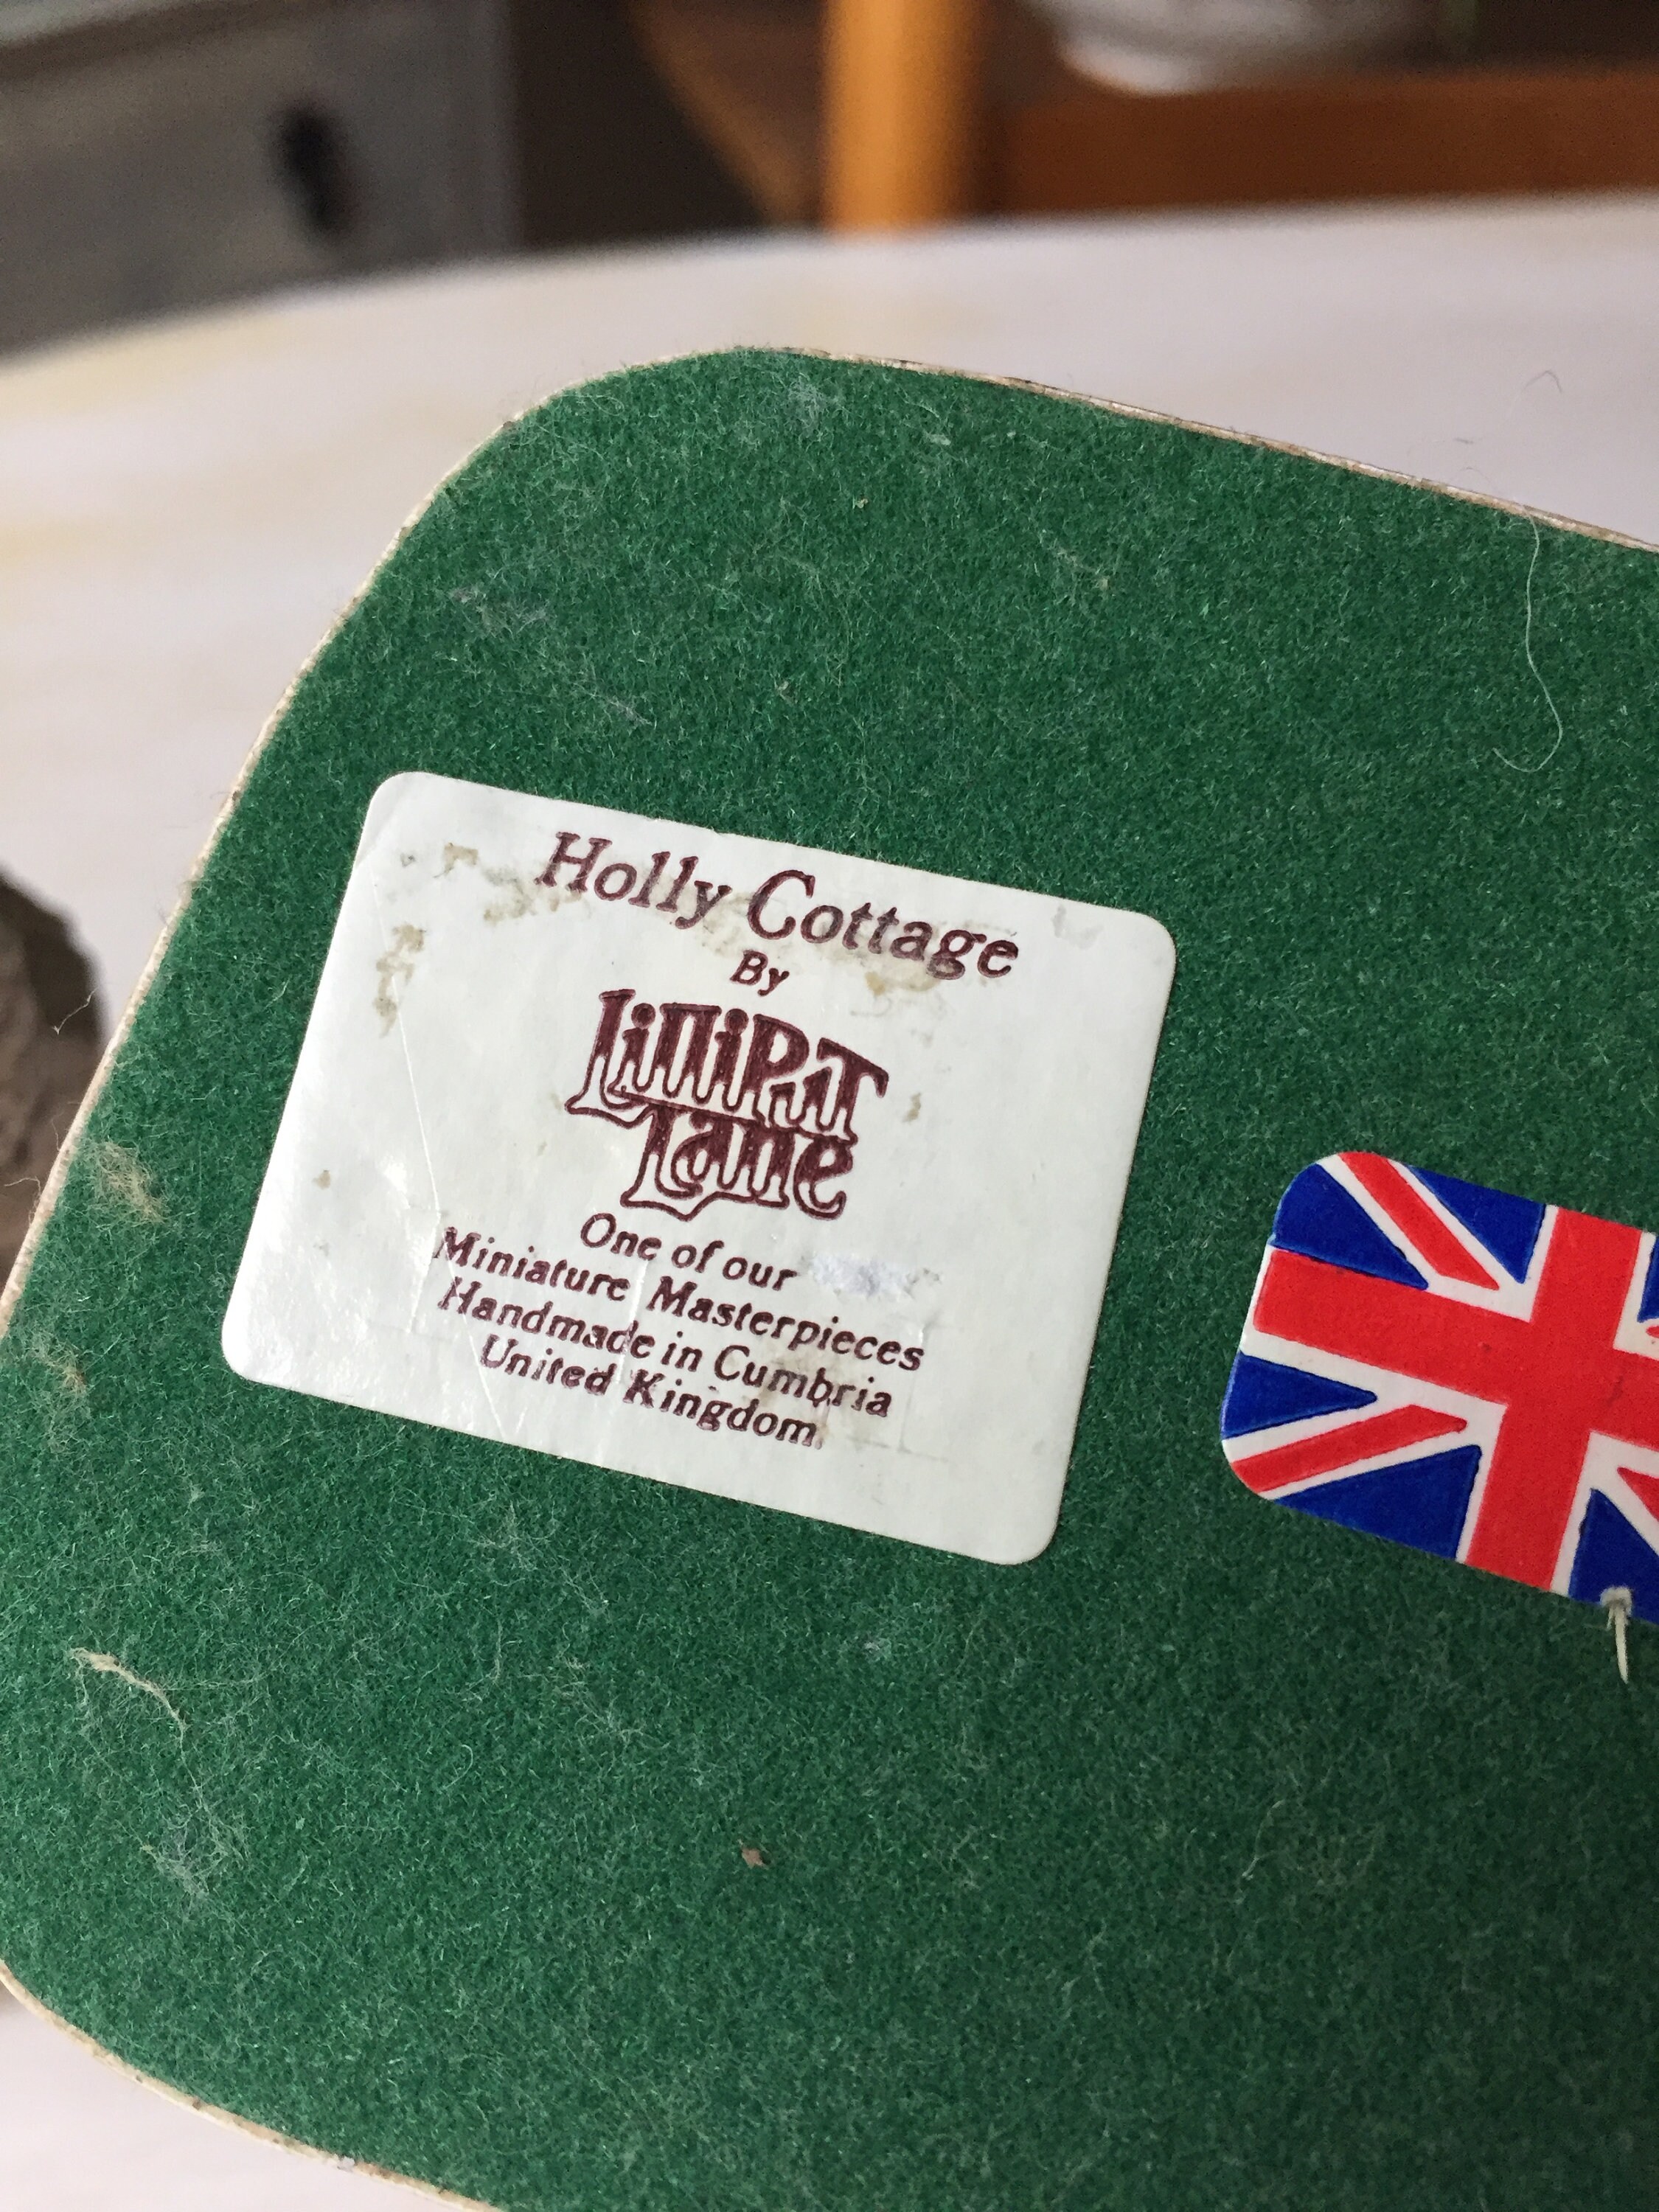 Holly Cottage
By
Lilliput
Lane
One of our
Miniature Masterpieces
Handmade in Cumbria
United Kingdom